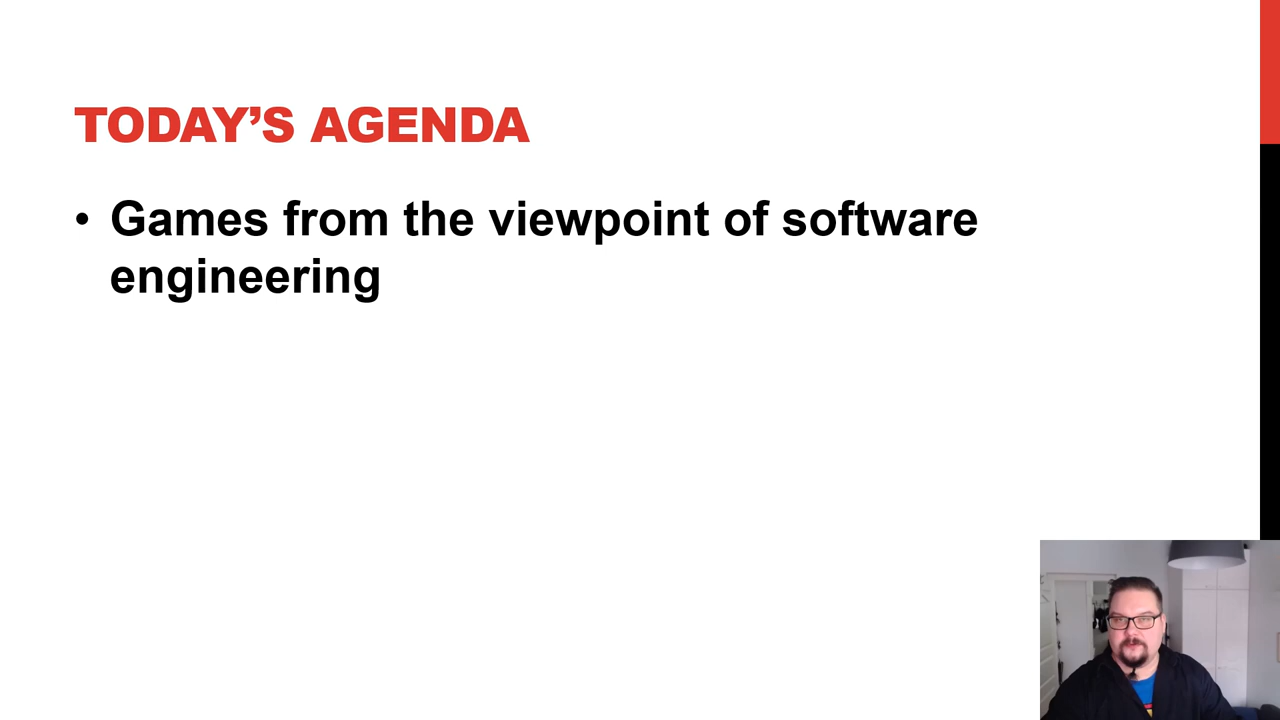 TODAY’S AGENDA
• Games from the viewpoint of software
engineering